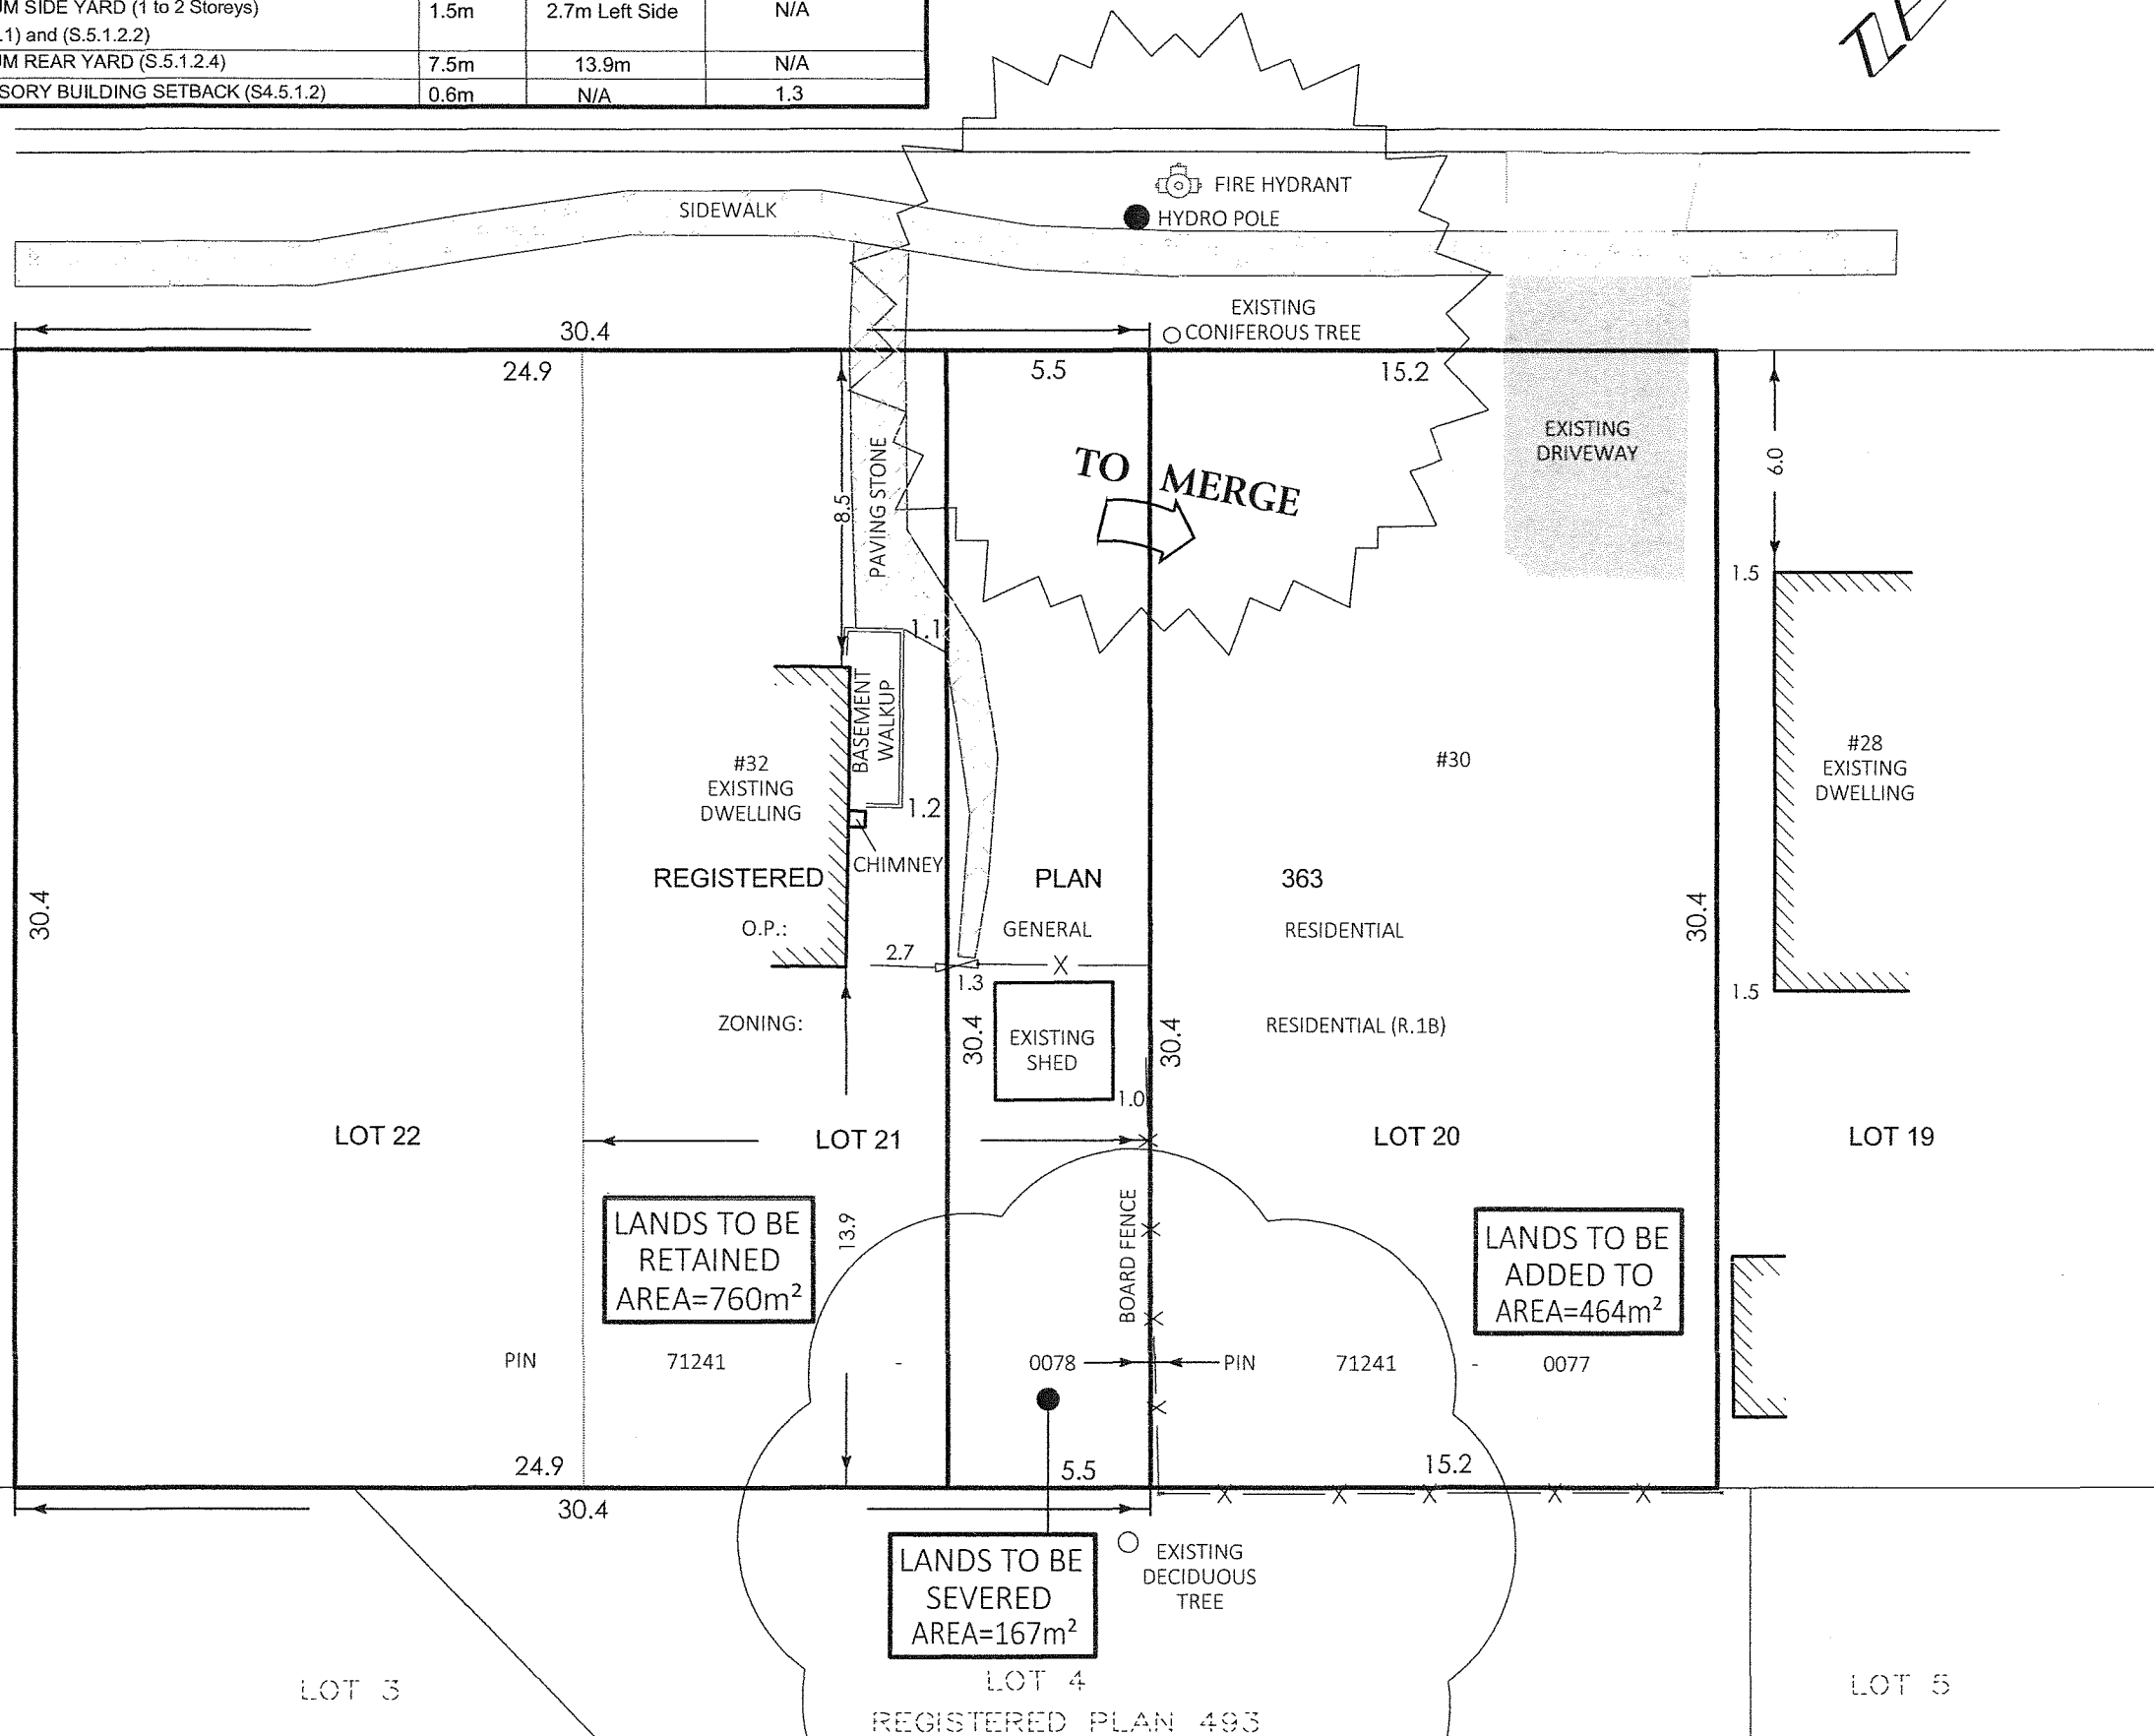 UM SIDE YARD (1 to 2 Storeys) 1.5m 2.7m Left Side N/A
.1) and (S.5.1.2.2)
UM REAR YARD (S.5.1.2.4) 7.5m 13.9m N/A
SORY BUILDING SETBACK (S4.5.1.2) 0.6m N/A 1.3
FIRE HYDRANT
SIDEWALK
HYDRO POLE
EXISTING
CONIFEROUS TREE
30.4
24.9
5.5
15.2
EXISTING
DRIVEWAY
6.0
TO MERGE
8.5
PAVING STONE
1.5
1.1
BASEMENT
WALKUP
#32
EXISTING
DWELLING
#30
#28
EXISTING
DWELLING
1.2
CHIMNEY
REGISTERED PLAN 363
30.4
30.4
O.P.: GENERAL RESIDENTIAL
2.7
X
1.3
1.5
ZONING: RESIDENTIAL (R.1B)
30.4
EXISTING
SHED
30.4
1.0
LOT 22 LOT 21 LOT 20 LOT 19
BOARD FENCE
13.9
LANDS TO BE
RETAINED
AREA=760m²
LANDS TO BE
ADDED TO
AREA=464m²
PIN 71241 - 0078
PIN 71241 - 0077
24.9
5.5
15.2
30.4
LANDS TO BE
SEVERED
AREA=167m²
EXISTING
DECIDUOUS
TREE
LOT 3
LOT 4
LOT 5
REGISTERED PLAN 493